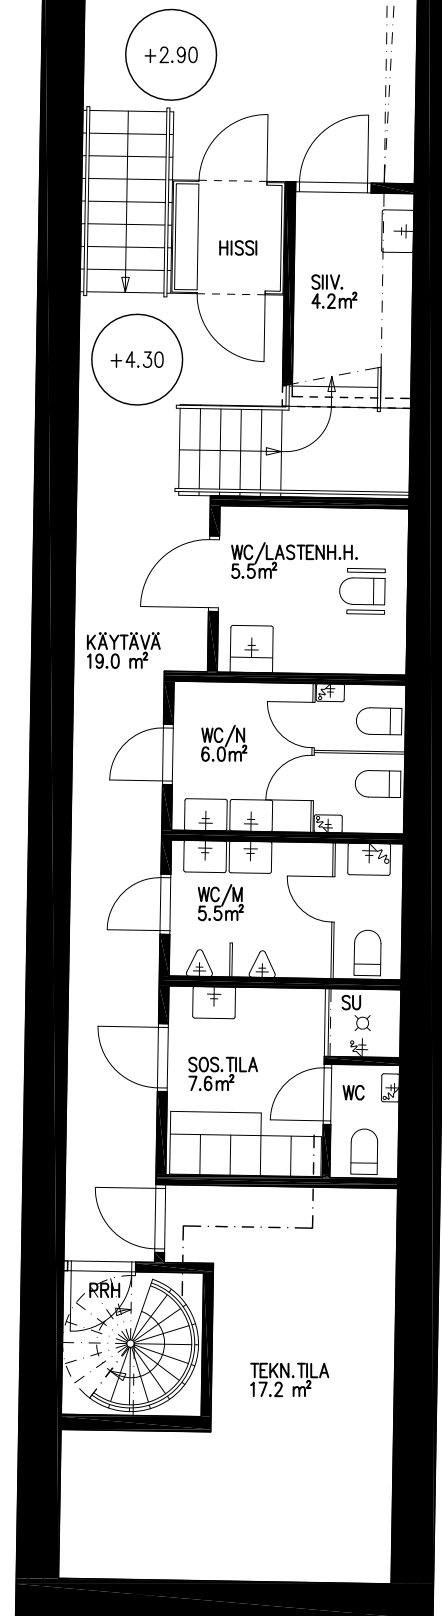 +2.90
HISSI
SIIV.
4.2m²
+4.30
WC/LASTENH.H.
5.5m²
KÄYTÄVÄ
19.0 m²
WC/N
6.0m²
WC/M
5.5m²
SU
SOS.TILA
7.6m²
WC
PRH
TEKN.TILA
17.2 m²